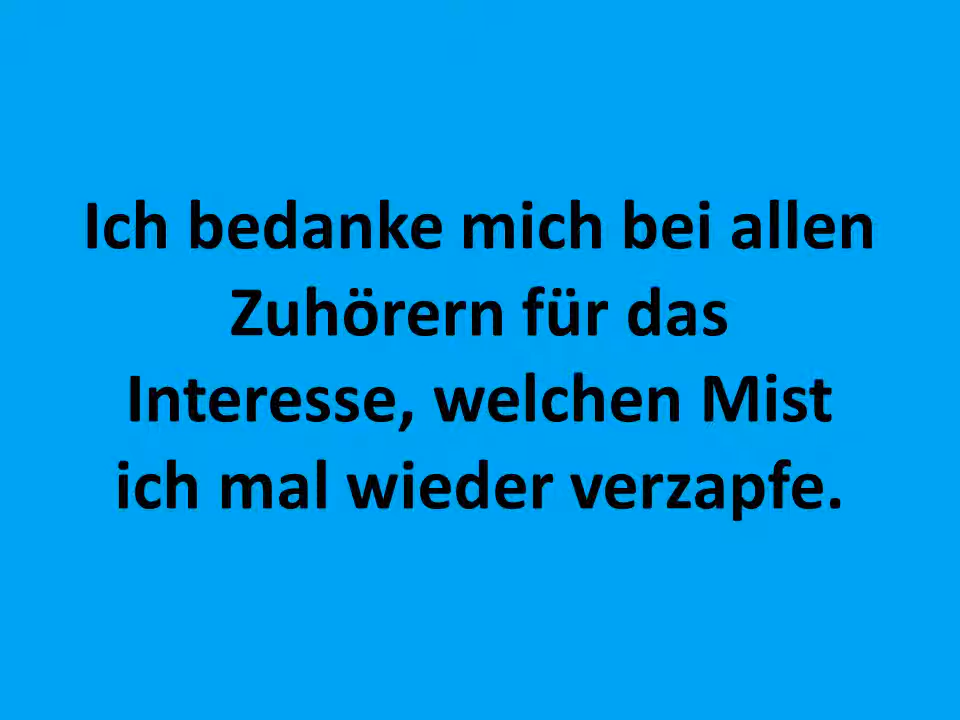 Ich bedanke mich bei allen
Zuhörern für das
Interesse, welchen Mist
ich mal wieder verzapfe.